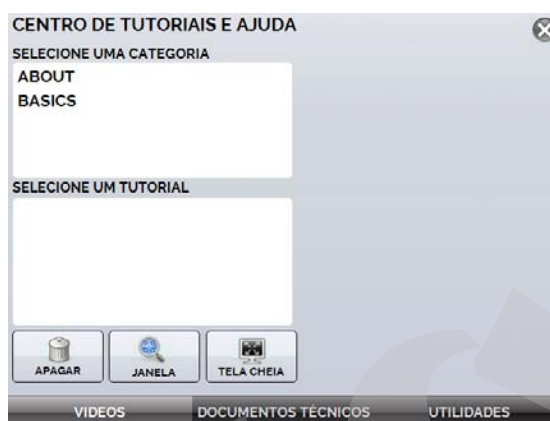 CENTRO DE TUTORIAIS E AJUDA
SELECIONE UMA CATEGORIA
ABOUT
BASICS
SELECIONE UM TUTORIAL
APAGAR JANELA TELA CHEIA
VIDEOS DOCUMENTOS TÉCNICOS UTILIDADES